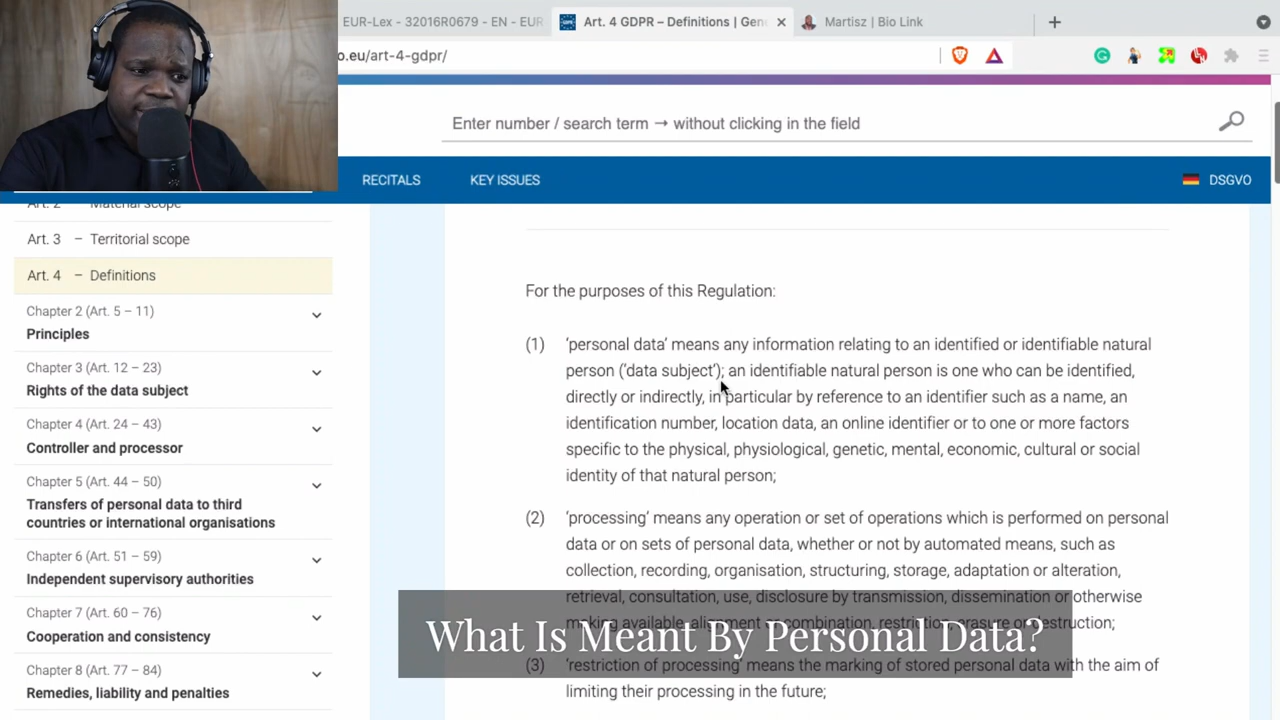 EUR-Lex - 32016R0679 - EN - EUR
Art. 4 GDPR – Definitions | Gen
Martisz | Bio Link
o.eu/art-4-gdpr/
Enter number / search term → without clicking in the field
RECITALS
KEY ISSUES
DSGVO
Art. 2 – Material scope
Art. 3 – Territorial scope
Art. 4 – Definitions
Chapter 2 (Art. 5 – 11)
Principles
Chapter 3 (Art. 12 – 23)
Rights of the data subject
Chapter 4 (Art. 24 – 43)
Controller and processor
Chapter 5 (Art. 44 – 50)
Transfers of personal data to third
countries or international organisations
Chapter 6 (Art. 51 – 59)
Independent supervisory authorities
Chapter 7 (Art. 60 – 76)
Cooperation and consistency
Chapter 8 (Art. 77 – 84)
Remedies, liability and penalties
For the purposes of this Regulation:
(1) ‘personal data’ means any information relating to an identified or identifiable natural
person (‘data subject’); an identifiable natural person is one who can be identified,
directly or indirectly, in particular by reference to an identifier such as a name, an
identification number, location data, an online identifier or to one or more factors
specific to the physical, physiological, genetic, mental, economic, cultural or social
identity of that natural person;
(2) ‘processing’ means any operation or set of operations which is performed on personal
data or on sets of personal data, whether or not by automated means, such as
collection, recording, organisation, structuring, storage, adaptation or alteration,
retrieval, consultation, use, disclosure by transmission, dissemination or otherwise
making available, alignment or combination, restriction, erasure or destruction;
What Is Meant By Personal Data?
(3) ‘restriction of processing’ means the marking of stored personal data with the aim of
limiting their processing in the future;